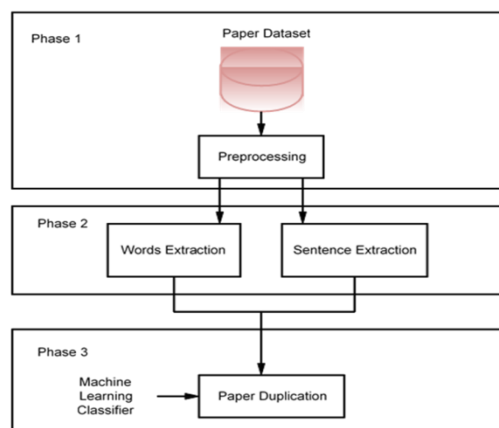 Paper Dataset
Phase 1
Preprocessing
Phase 2
Words Extraction
Sentence Extraction
Phase 3
Machine
Learning
Classifier
Paper Duplication